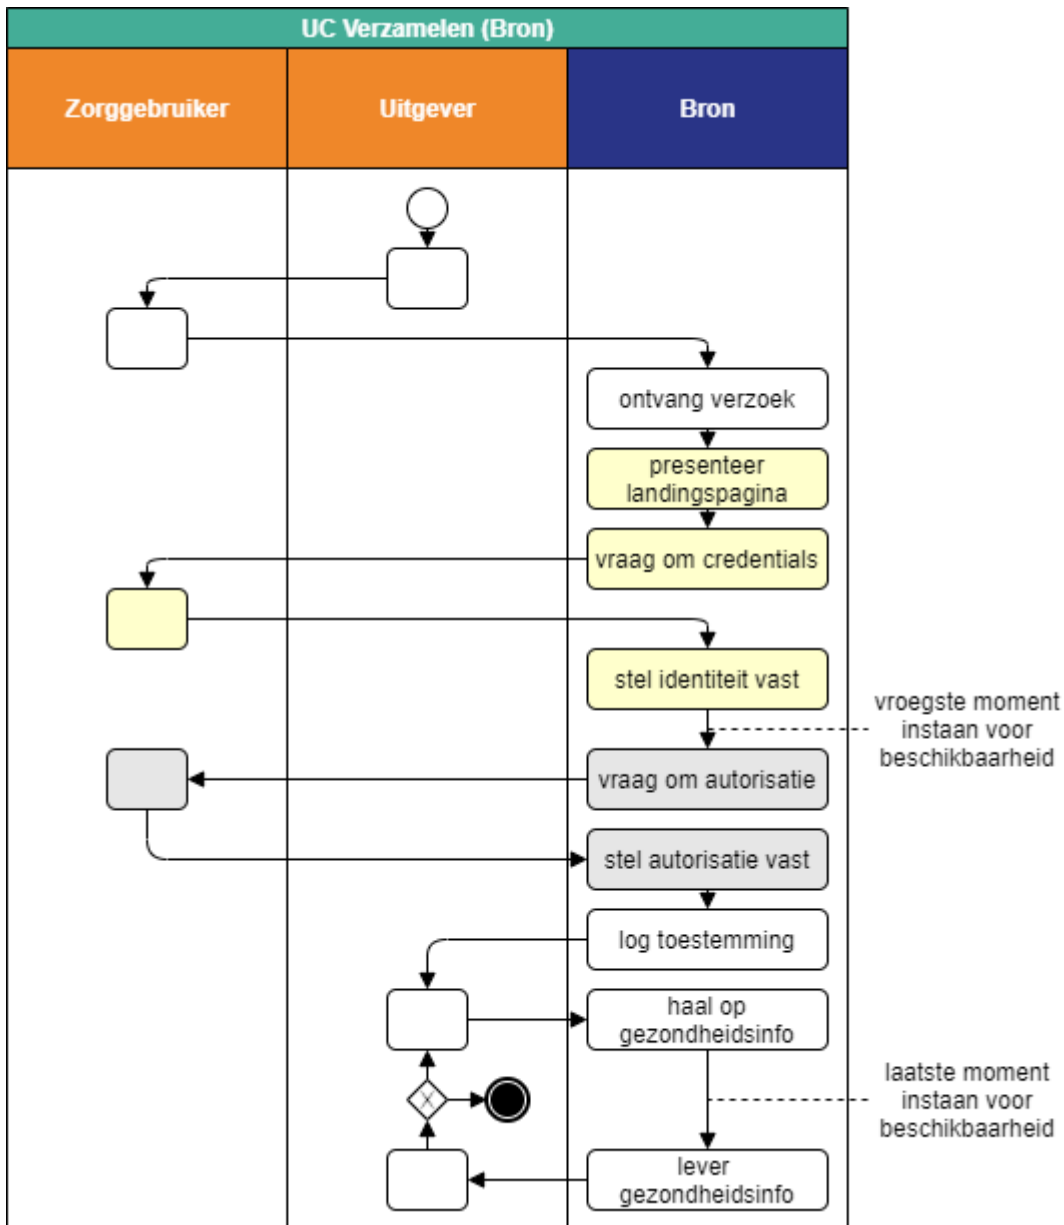 UC Verzamelen (Bron)
Zorggebruiker
Uitgever
Bron
ontvang verzoek
presenteer
landingspagina
vraag om credentials
stel identiteit vast
vroegste moment
instaan voor
beschikbaarheid
vraag om autorisatie
stel autorisatie vast
log toestemming
haal op
gezondheidsinfo
laatste moment
instaan voor
beschikbaarheid
lever
gezondheidsinfo